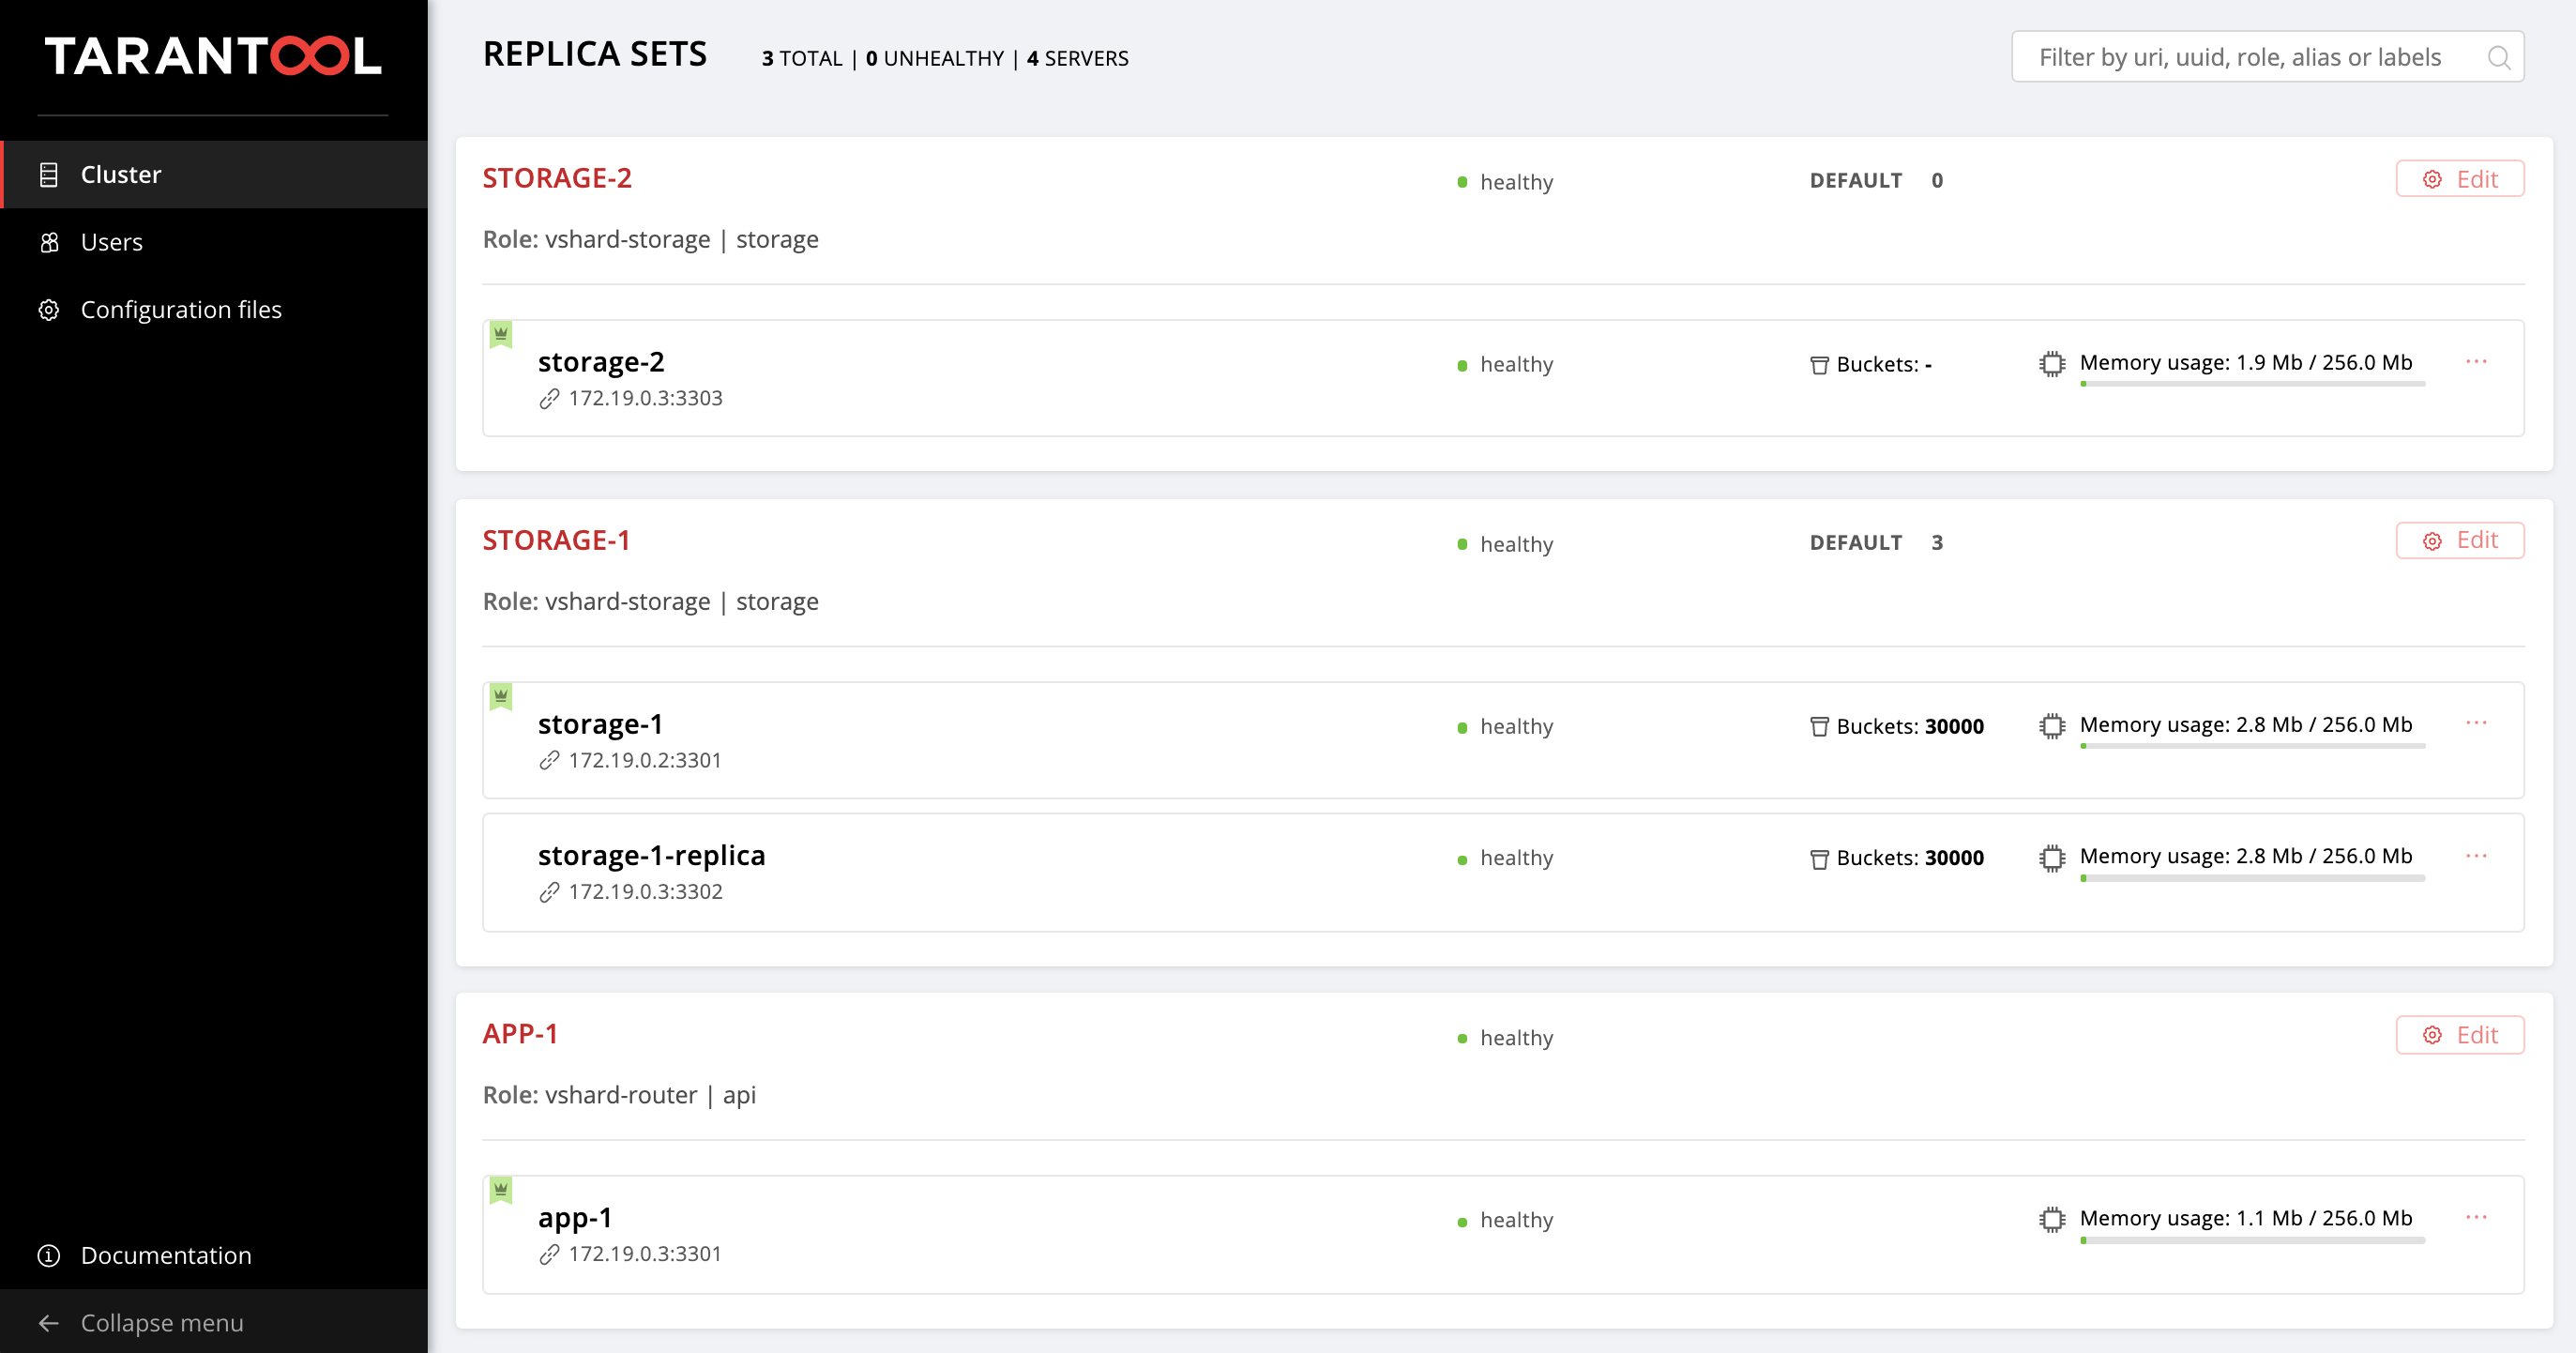 TARANTOOL
Cluster
Users
Configuration files
Documentation
Collapse menu
REPLICA SETS 3 TOTAL | 0 UNHEALTHY | 4 SERVERS
Filter by uri, uuid, role, alias or labels
STORAGE-2 healthy DEFAULT 0 Edit
Role: vshard-storage | storage
storage-2 healthy Buckets: - Memory usage: 1.9 Mb / 256.0 Mb ...
172.19.0.3:3303
STORAGE-1 healthy DEFAULT 3 Edit
Role: vshard-storage | storage
storage-1 healthy Buckets: 30000 Memory usage: 2.8 Mb / 256.0 Mb ...
172.19.0.2:3301
storage-1-replica healthy Buckets: 30000 Memory usage: 2.8 Mb / 256.0 Mb ...
172.19.0.3:3302
APP-1 healthy Edit
Role: vshard-router | api
app-1 healthy Memory usage: 1.1 Mb / 256.0 Mb ...
172.19.0.3:3301